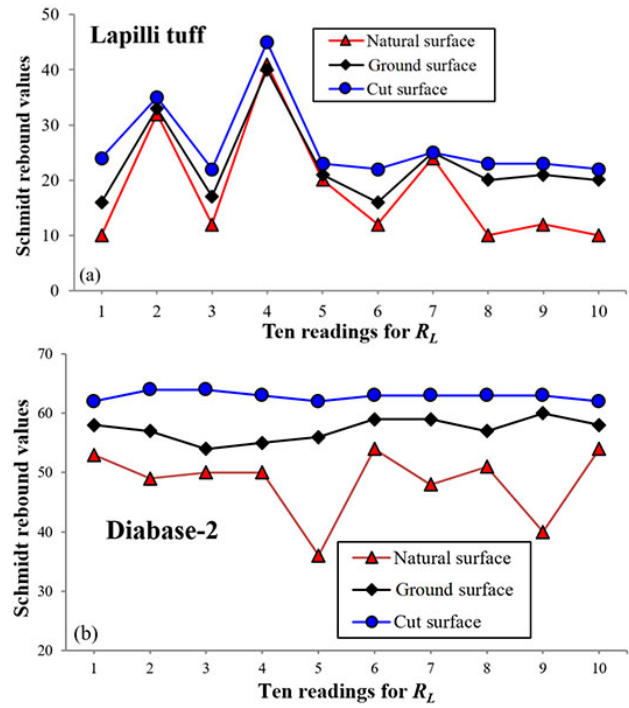 Lapilli tuff
Natural surface
Ground surface
Cut surface
Schmidt rebound values
50
40
30
20
10
0
(a)
1 2 3 4 5 6 7 8 9 10
Ten readings for R_L
70
60
50
40
30
20
Schmidt rebound values
Diabase-2
Natural surface
Ground surface
Cut surface
(b)
1 2 3 4 5 6 7 8 9 10
Ten readings for R_L